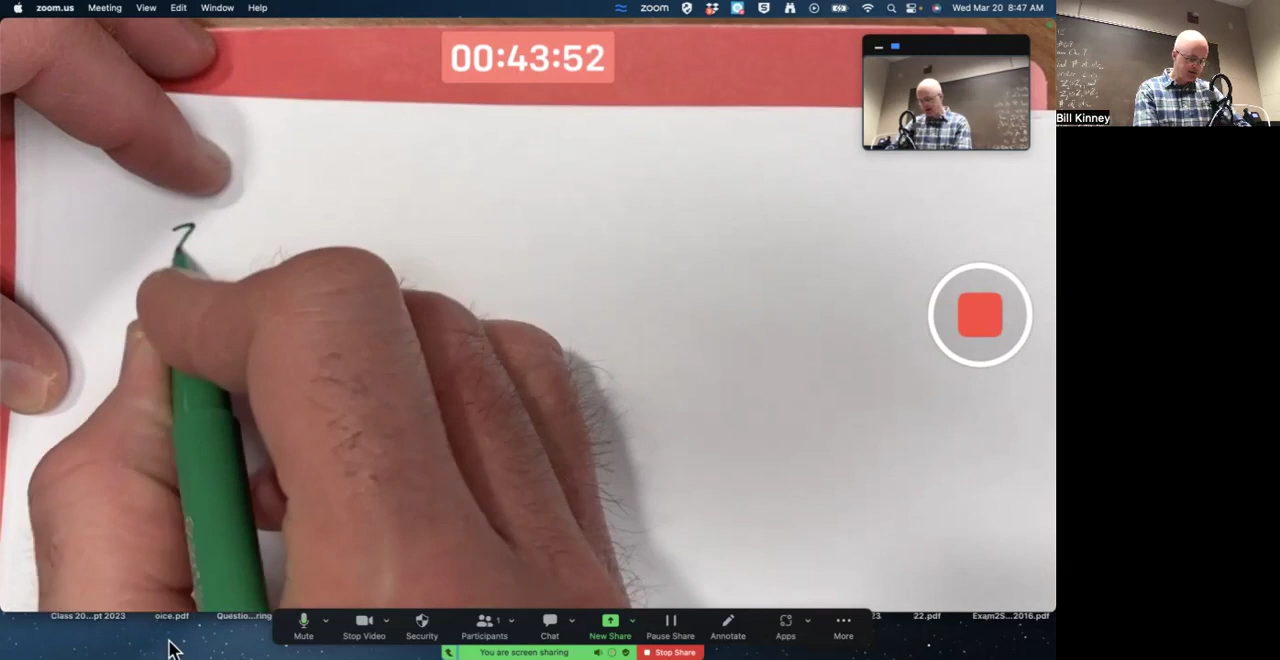 zoom.us Meeting View Edit Window Help zoom Wed Mar 20 8:47 AM
00:43:52
Bill Kinney
7
Class 20...pt 2023 oice.pdf Questio...ring 23 22.pdf Exam2S...2016.pdf
Mute Stop Video Security Participants 1 Chat New Share Pause Share Annotate Apps More
You are screen sharing Stop Share